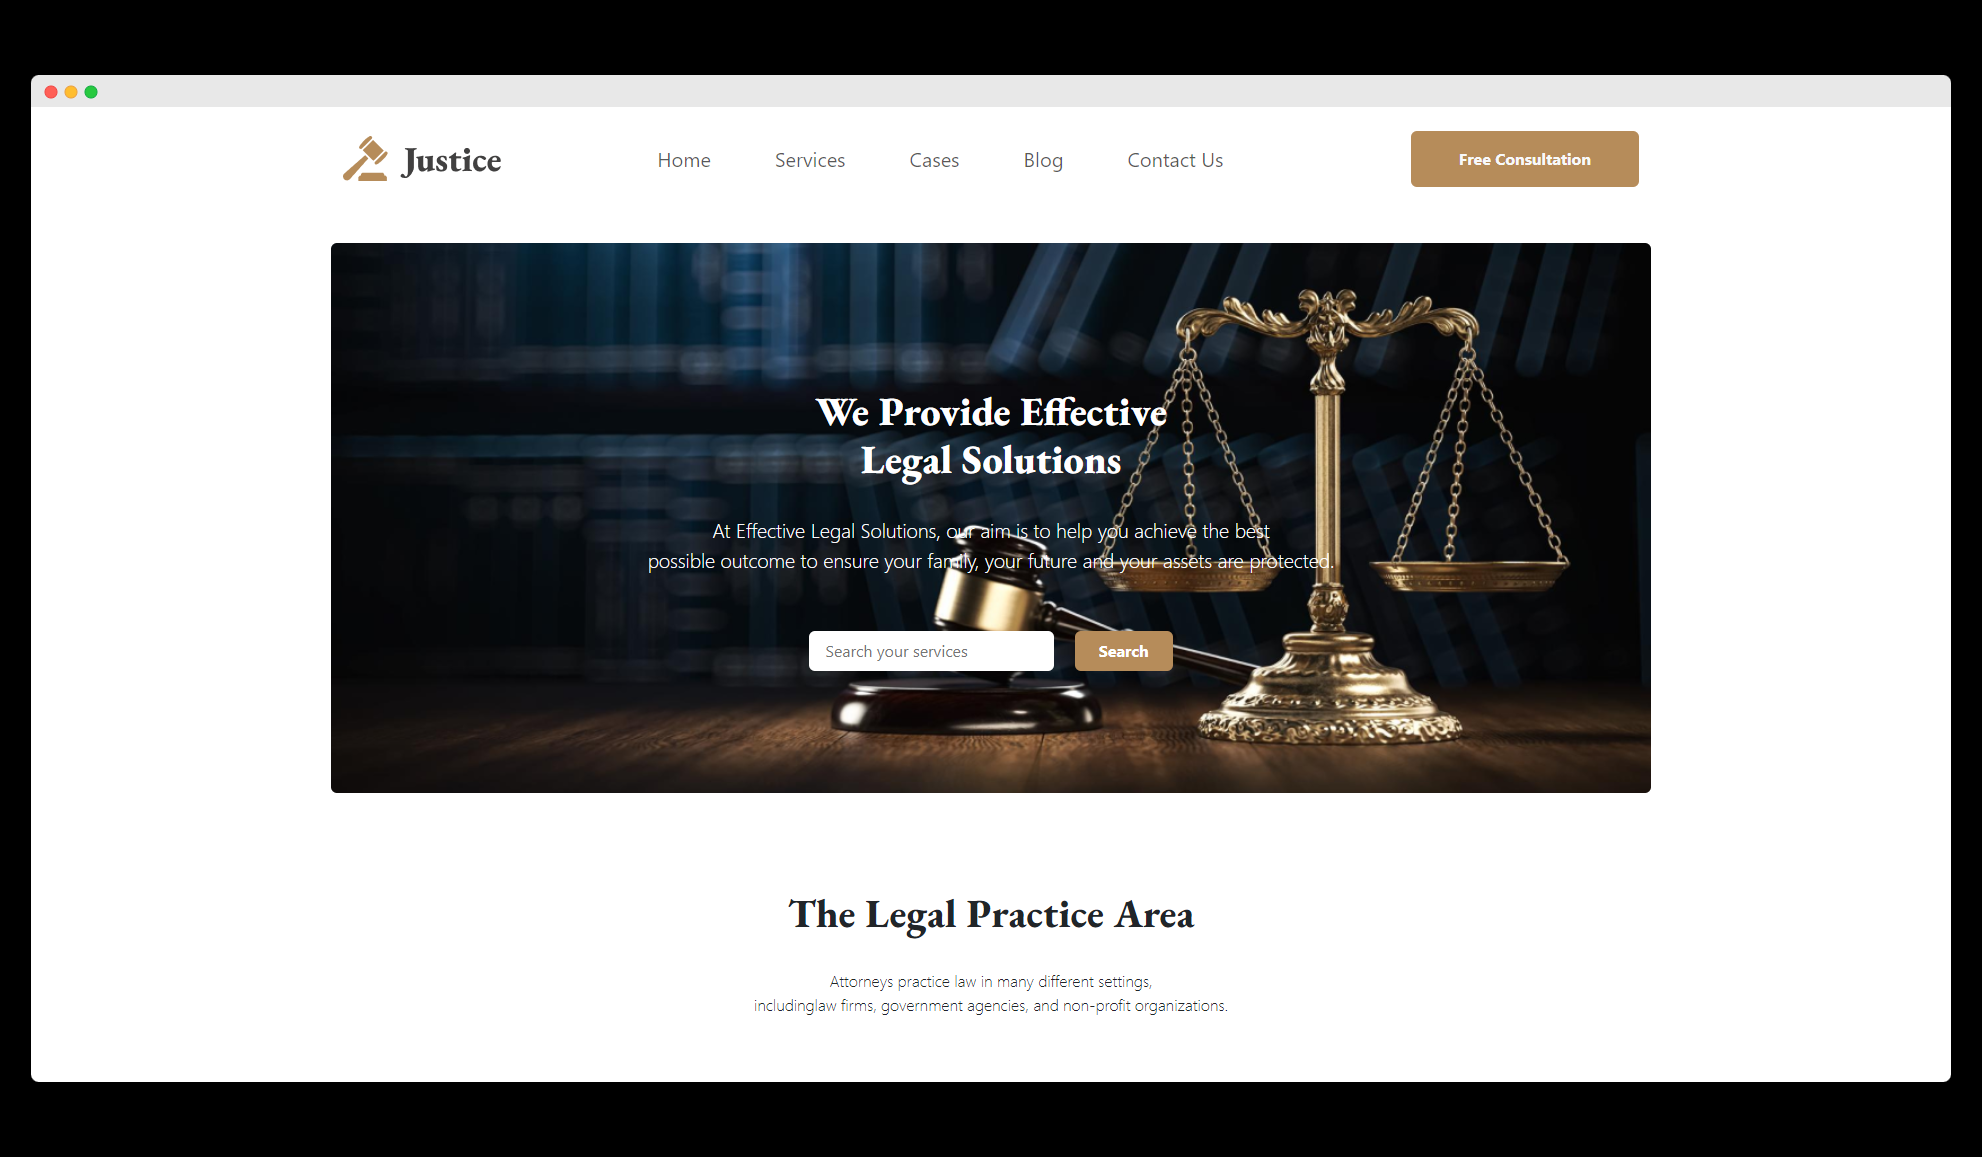 Justice
Home
Services
Cases
Blog
Contact Us
Free Consultation
We Provide Effective
Legal Solutions
At Effective Legal Solutions, our aim is to help you achieve the best
possible outcome to ensure your family, your future and your assets are protected.
Search your services
Search
The Legal Practice Area
Attorneys practice law in many different settings,
includinglaw firms, government agencies, and non-profit organizations.